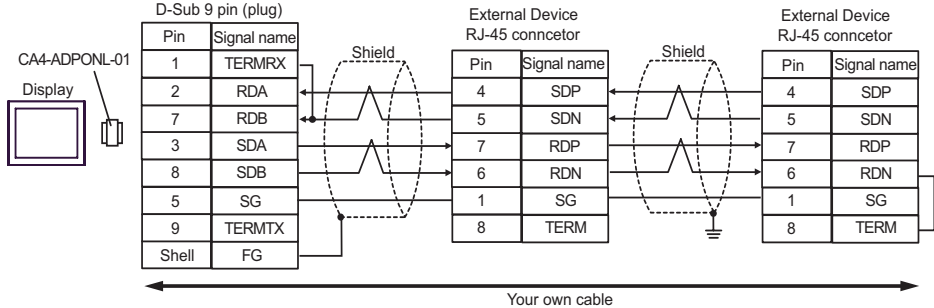 D-Sub 9 pin (plug)
Pin Signal name
1 TERMRX
2 RDA
7 RDB
3 SDA
8 SDB
5 SG
9 TERMTX
Shell FG
CA4-ADPONL-01
Display
Shield
External Device
RJ-45 conncetor
Pin Signal name
4 SDP
5 SDN
7 RDP
6 RDN
1 SG
8 TERM
Shield
External Device
RJ-45 conncetor
Pin Signal name
4 SDP
5 SDN
7 RDP
6 RDN
1 SG
8 TERM
Your own cable